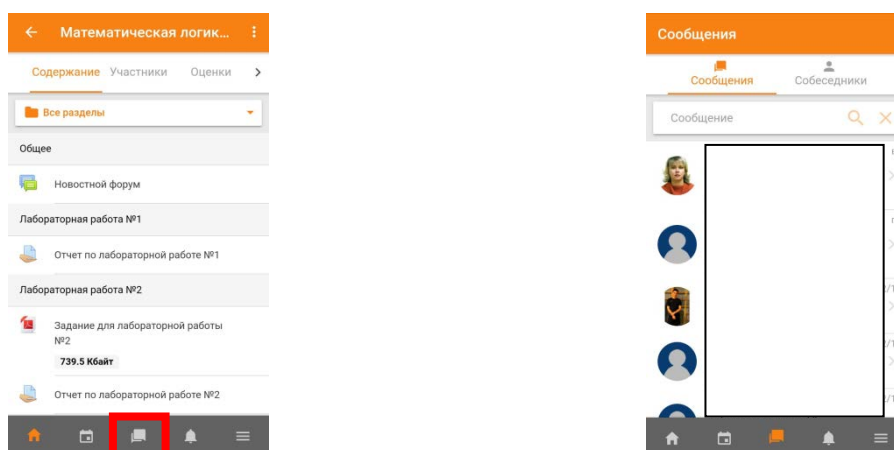 Математическая логик...
Содержание Участники Оценки
Все разделы
Общее
Новостной форум
Лабораторная работа №1
Отчет по лабораторной работе №1
Лабораторная работа №2
Задание для лабораторной работы
№2
739.5 Кбайт
Отчет по лабораторной работе №2
Сообщения
Сообщения Собеседники
Сообщение